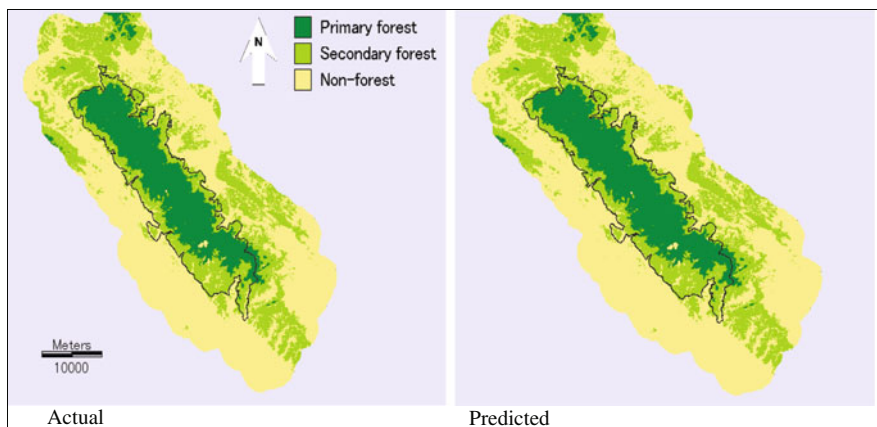 N
Primary forest
Secondary forest
Non-forest
Meters
10000
Actual
Predicted